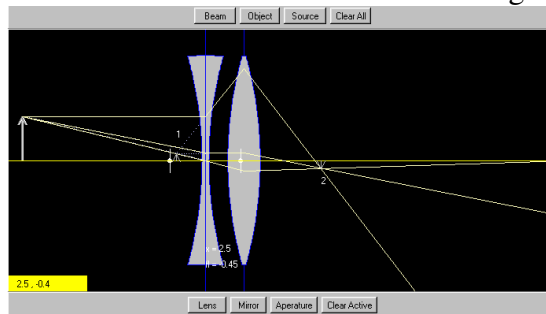 Beam Object Source Clear All
1
2
x = 2.5
fl = -0.45
2.5 , -0.4
Lens Mirror Aperature Clear Active